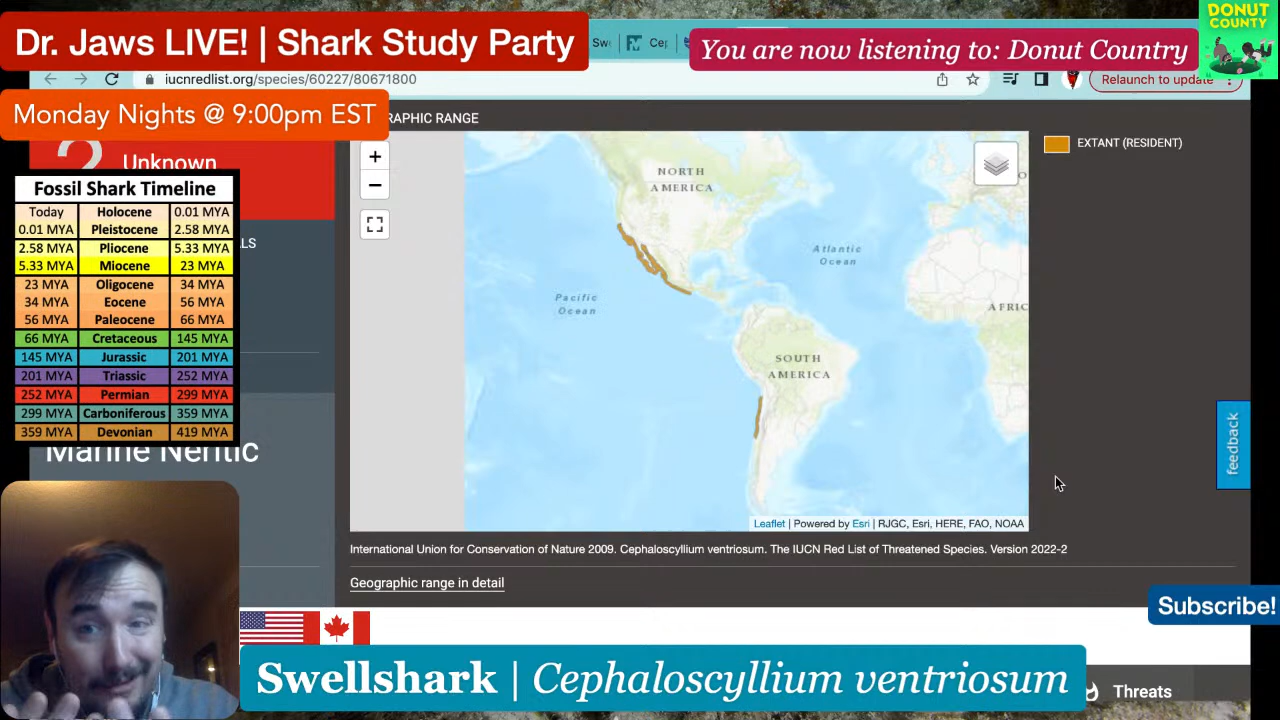 Dr. Jaws LIVE! | Shark Study Party
You are now listening to: Donut Country
DONUT
COUNTY
Sw
Ce
iucnredlist.org/species/60227/80671800
Relaunch to update
Monday Nights @ 9:00pm EST
RAPHIC RANGE
Unknown
+
−
EXTANT (RESIDENT)
NORTH
AMERICA
Atlantic
Ocean
Pacific
Ocean
AFRIC
SOUTH
AMERICA
Fossil Shark Timeline
Today Holocene 0.01 MYA
0.01 MYA Pleistocene 2.58 MYA
2.58 MYA Pliocene 5.33 MYA
5.33 MYA Miocene 23 MYA
23 MYA Oligocene 34 MYA
34 MYA Eocene 56 MYA
56 MYA Paleocene 66 MYA
66 MYA Cretaceous 145 MYA
145 MYA Jurassic 201 MYA
201 MYA Triassic 252 MYA
252 MYA Permian 299 MYA
299 MYA Carboniferous 359 MYA
359 MYA Devonian 419 MYA
LS
Marine Neritic
feedback
Leaflet | Powered by Esri | RJGC, Esri, HERE, FAO, NOAA
International Union for Conservation of Nature 2009. Cephaloscyllium ventriosum. The IUCN Red List of Threatened Species. Version 2022-2
Geographic range in detail
Subscribe!
Swellshark | Cephaloscyllium ventriosum
Threats